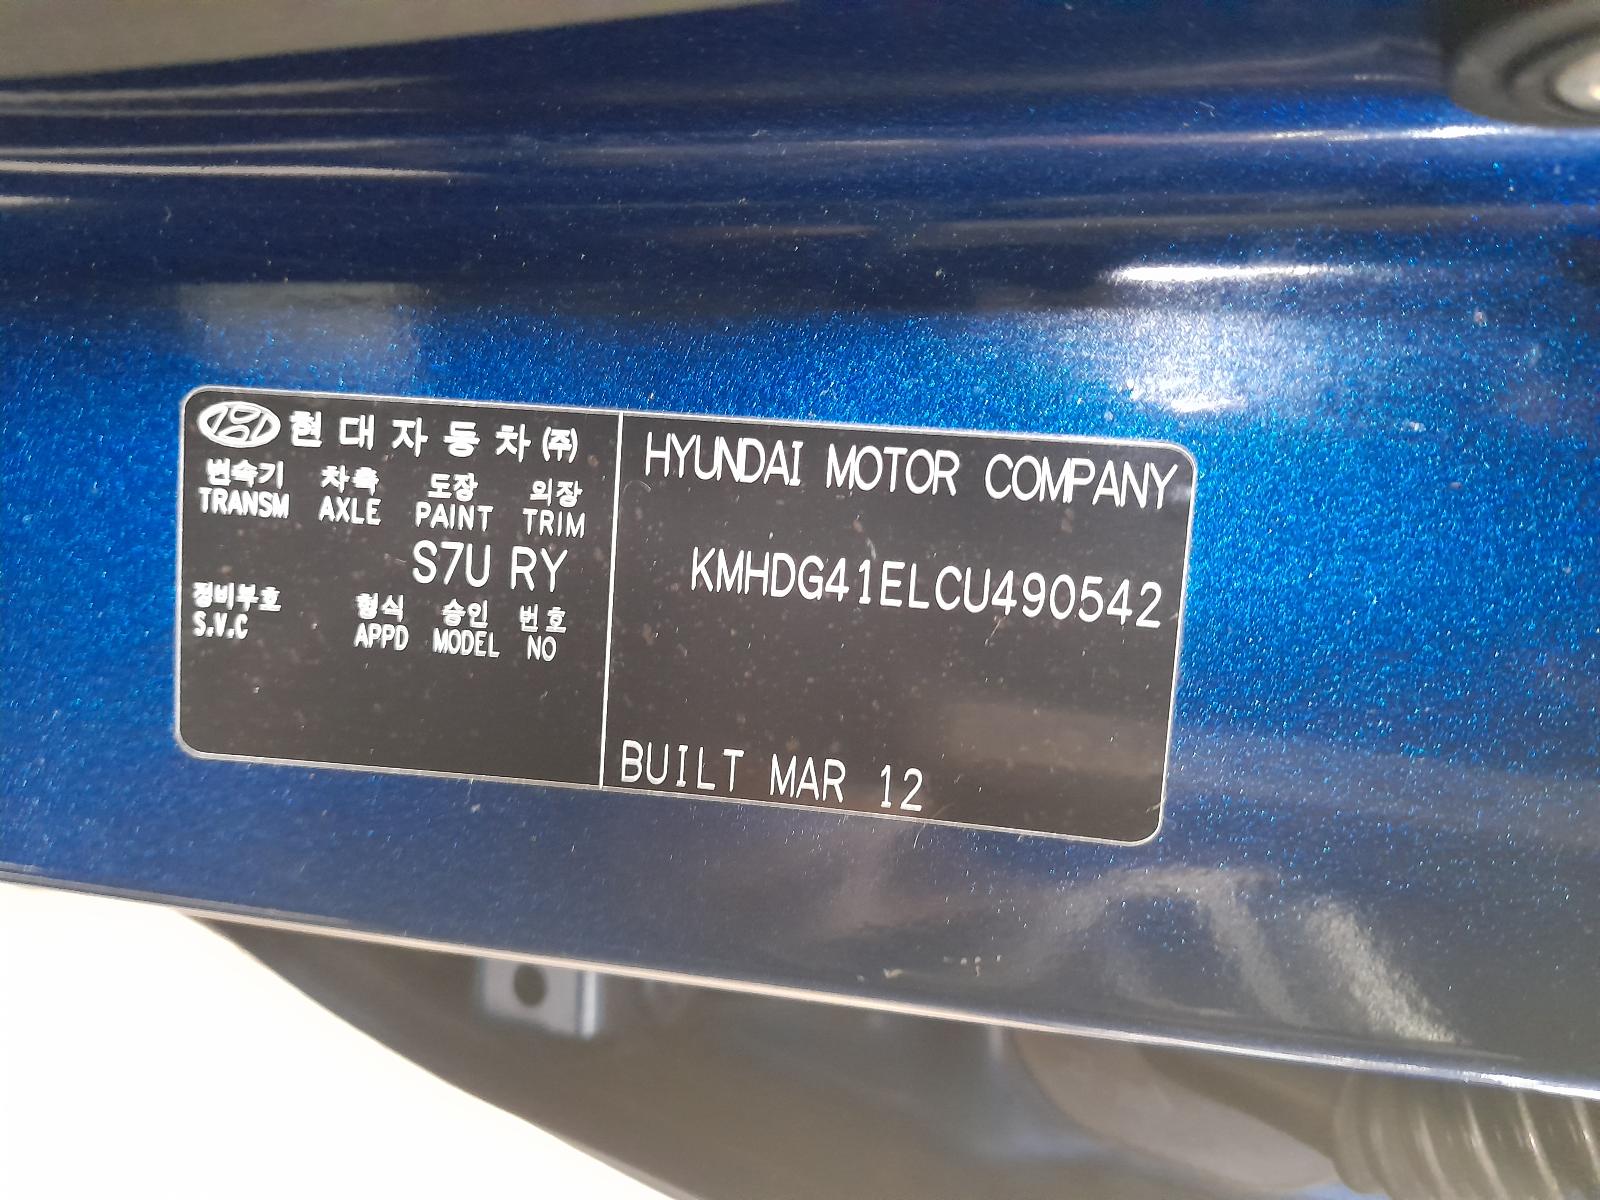 현대자동차(주)
변속기 차축 도장 외장
TRANSM AXLE PAINT TRIM
S7U RY
정비부호 형식 승인 번호
S.V.C APPD MODEL NO
HYUNDAI MOTOR COMPANY
KMHDG41ELCU490542
BUILT MAR 12